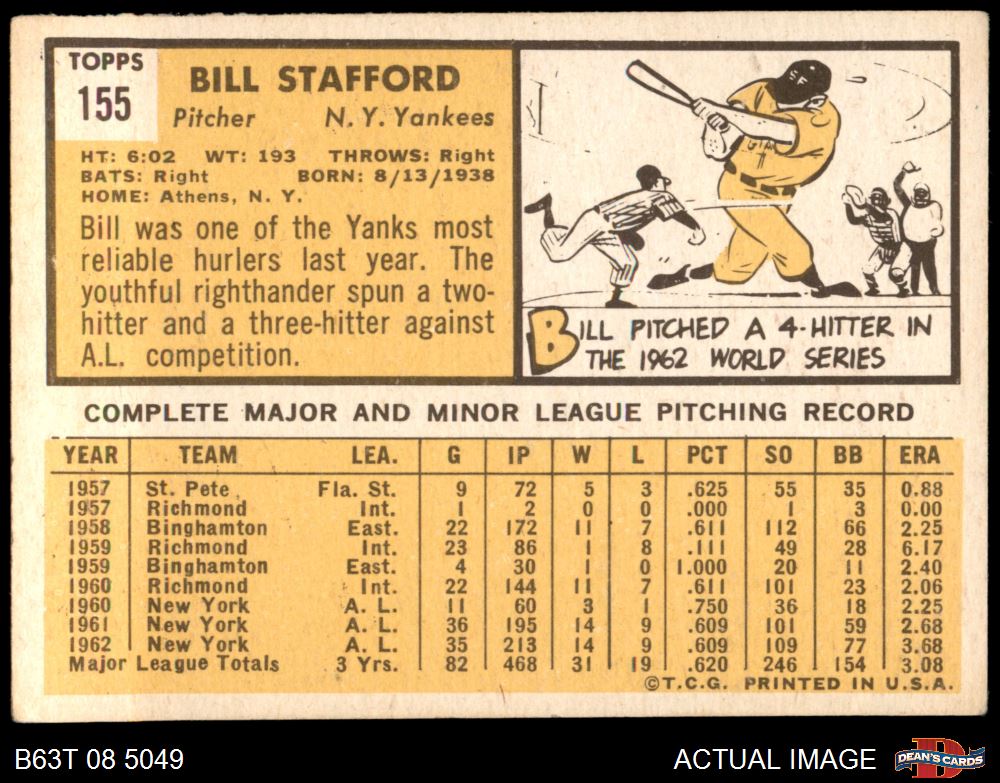 TOPPS
155
BILL STAFFORD
Pitcher N. Y. Yankees
HT: 6:02 WT: 193 THROWS: Right
BATS: Right BORN: 8/13/1938
HOME: Athens, N. Y.
Bill was one of the Yanks most
reliable hurlers last year. The
youthful righthander spun a two-
hitter and a three-hitter against
A.L. competition.
SF
BILL PITCHED A 4-HITTER IN
THE 1962 WORLD SERIES
COMPLETE MAJOR AND MINOR LEAGUE PITCHING RECORD
YEAR TEAM LEA. G IP W L PCT SO BB ERA
1957 St. Pete. Fla. St. 9 72 5 3 .625 55 35 0.88
1957 Richmond Int. 1 2 0 0 .000 1 3 0.00
1958 Binghamton East. 22 172 11 7 .611 112 66 2.25
1959 Richmond Int. 23 86 1 8 .111 49 28 6.17
1959 Binghamton East. 4 30 1 0 1.000 20 11 2.40
1960 Richmond Int. 22 144 11 7 .611 101 23 2.06
1960 New York A. L. 11 60 3 1 .750 36 18 2.25
1961 New York A. L. 36 195 14 9 .609 101 59 2.68
1962 New York A. L. 35 213 14 9 .609 109 77 3.68
Major League Totals 3 Yrs. 82 468 31 19 .620 246 154 3.08
©T.C.G. PRINTED IN U.S.A.
B63T 08 5049 ACTUAL IMAGE
DEAN'S CARDS